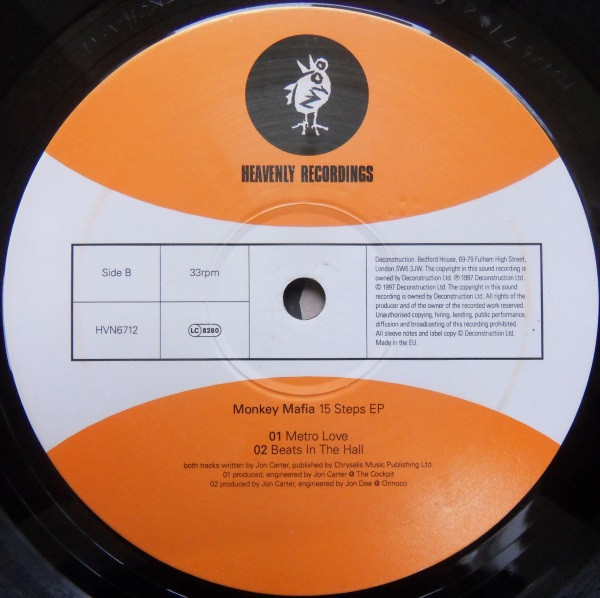 HEAVENLY RECORDINGS
Side B
33rpm
HVN6712
LC 8280
Deconstruction. Bedford House, 69-79 Fulham High Street,
London SW6 3JW. The copyright in this sound recording is
owned by Deconstruction Ltd. ℗ 1997 Deconstruction Ltd.
© 1997 Deconstruction Ltd. The copyright in this sound
recording is owned by Deconstruction Ltd. All rights of the
producer and of the owner of the recorded work reserved.
Unauthorised copying, hiring, lending, public performance,
diffusion and broadcasting of this recording prohibited.
All sleeve notes and label copy © Deconstruction Ltd.
Made in the EU.
Monkey Mafia 15 Steps EP
01 Metro Love
02 Beats In The Hall
both tracks written by Jon Carter, published by Chrysalis Music Publishing Ltd
01 produced, engineered by Jon Carter @ The Cockpit
02 produced by Jon Carter, engineered by Jon Dee @ Orinoco